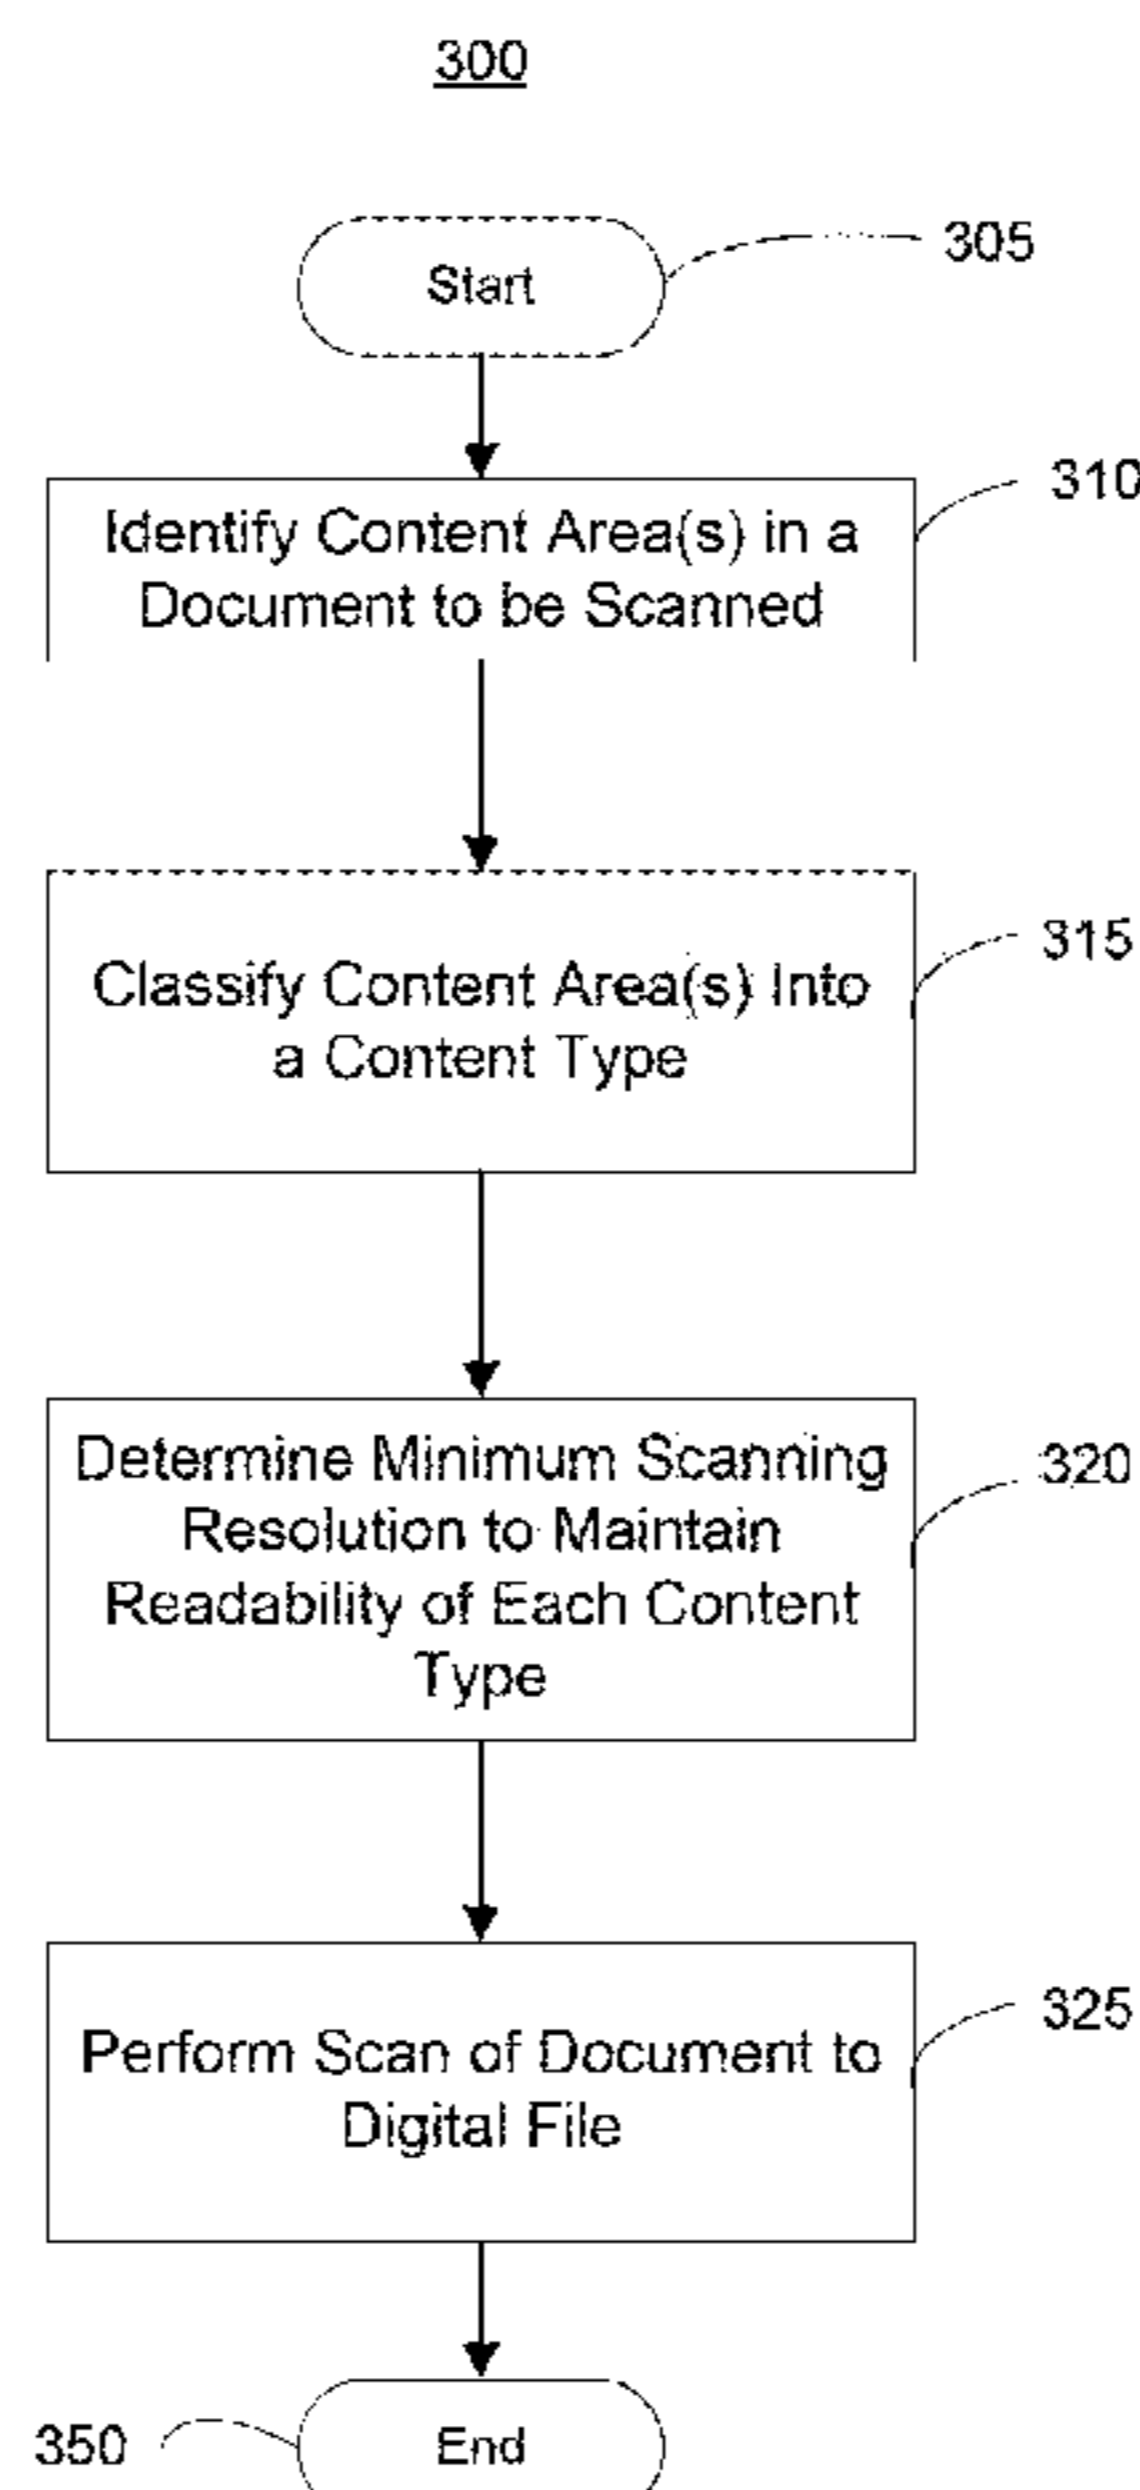 300
Start
305
310
Identify Content Area(s) in a
Document to be Scanned
315
Classify Content Area(s) Into
a Content Type
320
Determine Minimum Scanning
Resolution to Maintain
Readability of Each Content
Type
325
Perform Scan of Document to
Digital File
350
End